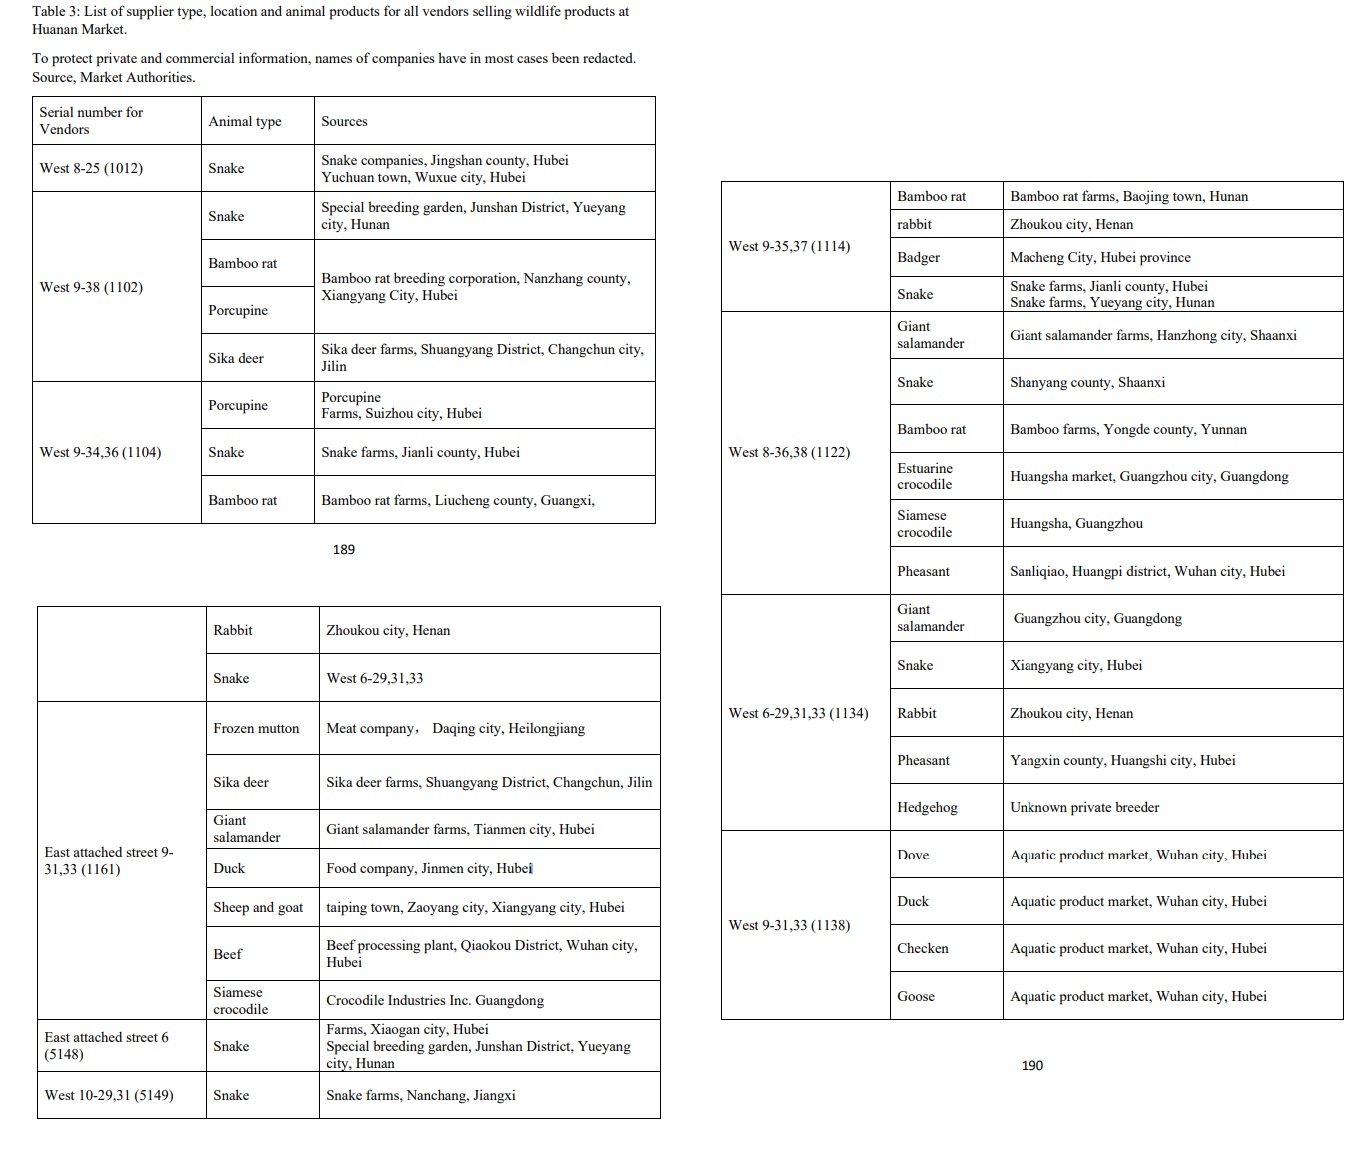 Table 3: List of supplier type, location and animal products for all vendors selling wildlife products at
Huanan Market.
To protect private and commercial information, names of companies have in most cases been redacted.
Source, Market Authorities.
Serial number for
Vendors
Animal type
Sources
West 8-25 (1012)
Snake
Snake companies, Jingshan county, Hubei
Yuchuan town, Wuxue city, Hubei
West 9-38 (1102)
Snake
Special breeding garden, Junshan District, Yueyang
city, Hunan
Bamboo rat
Bamboo rat breeding corporation, Nanzhang county,
Xiangyang City, Hubei
Porcupine
Sika deer
Sika deer farms, Shuangyang District, Changchun city,
Jilin
West 9-34,36 (1104)
Porcupine
Porcupine
Farms, Suizhou city, Hubei
Snake
Snake farms, Jianli county, Hubei
Bamboo rat
Bamboo rat farms, Liucheng county, Guangxi,
189
Rabbit
Zhoukou city, Henan
Snake
West 6-29,31,33
East attached street 9-
31,33 (1161)
Frozen mutton
Meat company， Daqing city, Heilongjiang
Sika deer
Sika deer farms, Shuangyang District, Changchun, Jilin
Giant
salamander
Giant salamander farms, Tianmen city, Hubei
Duck
Food company, Jinmen city, Hubei
Sheep and goat
taiping town, Zaoyang city, Xiangyang city, Hubei
Beef
Beef processing plant, Qiaokou District, Wuhan city,
Hubei
Siamese
crocodile
Crocodile Industries Inc. Guangdong
East attached street 6
(5148)
Snake
Farms, Xiaogan city, Hubei
Special breeding garden, Junshan District, Yueyang
city, Hunan
West 10-29,31 (5149)
Snake
Snake farms, Nanchang, Jiangxi
West 9-35,37 (1114)
Bamboo rat
Bamboo rat farms, Baojing town, Hunan
rabbit
Zhoukou city, Henan
Badger
Macheng City, Hubei province
Snake
Snake farms, Jianli county, Hubei
Snake farms, Yueyang city, Hunan
West 8-36,38 (1122)
Giant
salamander
Giant salamander farms, Hanzhong city, Shaanxi
Snake
Shanyang county, Shaanxi
Bamboo rat
Bamboo farms, Yongde county, Yunnan
Estuarine
crocodile
Huangsha market, Guangzhou city, Guangdong
Siamese
crocodile
Huangsha, Guangzhou
Pheasant
Sanliqiao, Huangpi district, Wuhan city, Hubei
West 6-29,31,33 (1134)
Giant
salamander
Guangzhou city, Guangdong
Snake
Xiangyang city, Hubei
Rabbit
Zhoukou city, Henan
Pheasant
Yangxin county, Huangshi city, Hubei
Hedgehog
Unknown private breeder
West 9-31,33 (1138)
Dove
Aquatic product market, Wuhan city, Hubei
Duck
Aquatic product market, Wuhan city, Hubei
Checken
Aquatic product market, Wuhan city, Hubei
Goose
Aquatic product market, Wuhan city, Hubei
190